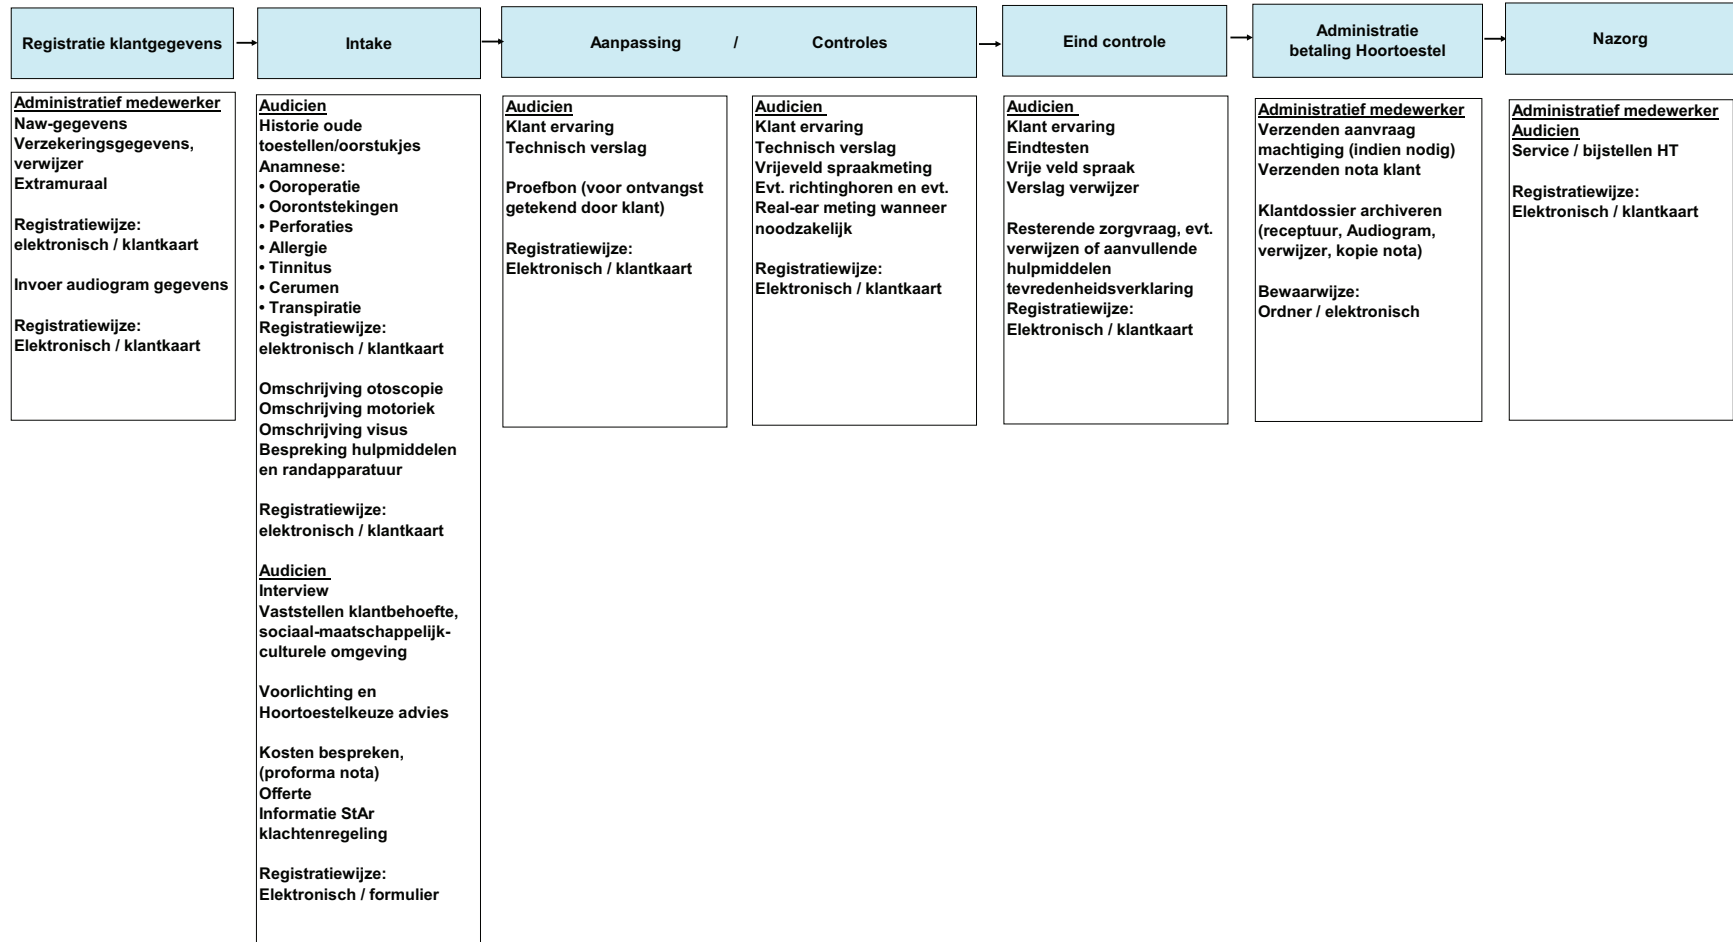 Registratie klantgegevens
Intake
Aanpassing / Controles
Eind controle
Administratie
betaling Hoortoestel
Nazorg
Administratief medewerker
Naw-gegevens
Verzekeringsgegevens,
verwijzer
Extramuraal
Registratiewijze:
elektronisch / klantkaart
Invoer audiogram gegevens
Registratiewijze:
Elektronisch / klantkaart
Audicien
Historie oude
toestellen/oorstukjes
Anamnese:
• Ooroperatie
• Oorontstekingen
• Perforaties
• Allergie
• Tinnitus
• Cerumen
• Transpiratie
Registratiewijze:
elektronisch / klantkaart
Omschrijving otoscopie
Omschrijving motoriek
Omschrijving visus
Bespreking hulpmiddelen
en randapparatuur
Registratiewijze:
elektronisch / klantkaart
Audicien
Interview
Vaststellen klantbehoefte,
sociaal-maatschappelijk-
culturele omgeving
Voorlichting en
Hoortoestelkeuze advies
Kosten bespreken,
(proforma nota)
Offerte
Informatie StAr
klachtenregeling
Registratiewijze:
Elektronisch / formulier
Audicien
Klant ervaring
Technisch verslag
Proefbon (voor ontvangst
getekend door klant)
Registratiewijze:
Elektronisch / klantkaart
Audicien
Klant ervaring
Technisch verslag
Vrijeveld spraakmeting
Evt. richtinghoren en evt.
Real-ear meting wanneer
noodzakelijk
Registratiewijze:
Elektronisch / klantkaart
Audicien
Klant ervaring
Eindtesten
Vrije veld spraak
Verslag verwijzer
Resterende zorgvraag, evt.
verwijzen of aanvullende
hulpmiddelen
tevredenheidsverklaring
Registratiewijze:
Elektronisch / klantkaart
Administratief medewerker
Verzenden aanvraag
machtiging (indien nodig)
Verzenden nota klant
Klantdossier archiveren
(receptuur, Audiogram,
verwijzer, kopie nota)
Bewaarwijze:
Ordner / elektronisch
Administratief medewerker
Audicien
Service / bijstellen HT
Registratiewijze:
Elektronisch / klantkaart